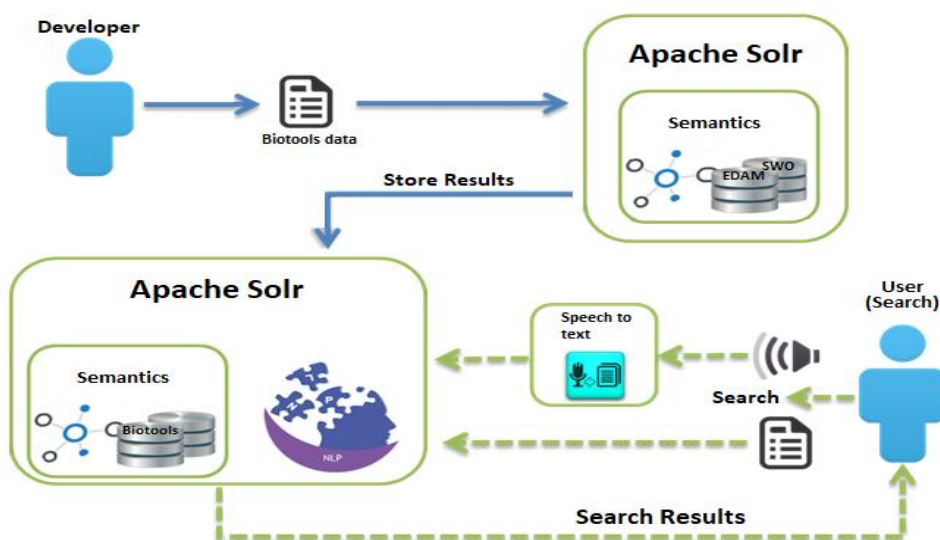 Developer
Biotools data
Apache Solr
Semantics
SWO
EDAM
Store Results
Apache Solr
Semantics
Biotools
NLP
Speech to
text
User
(Search)
Search
Search Results